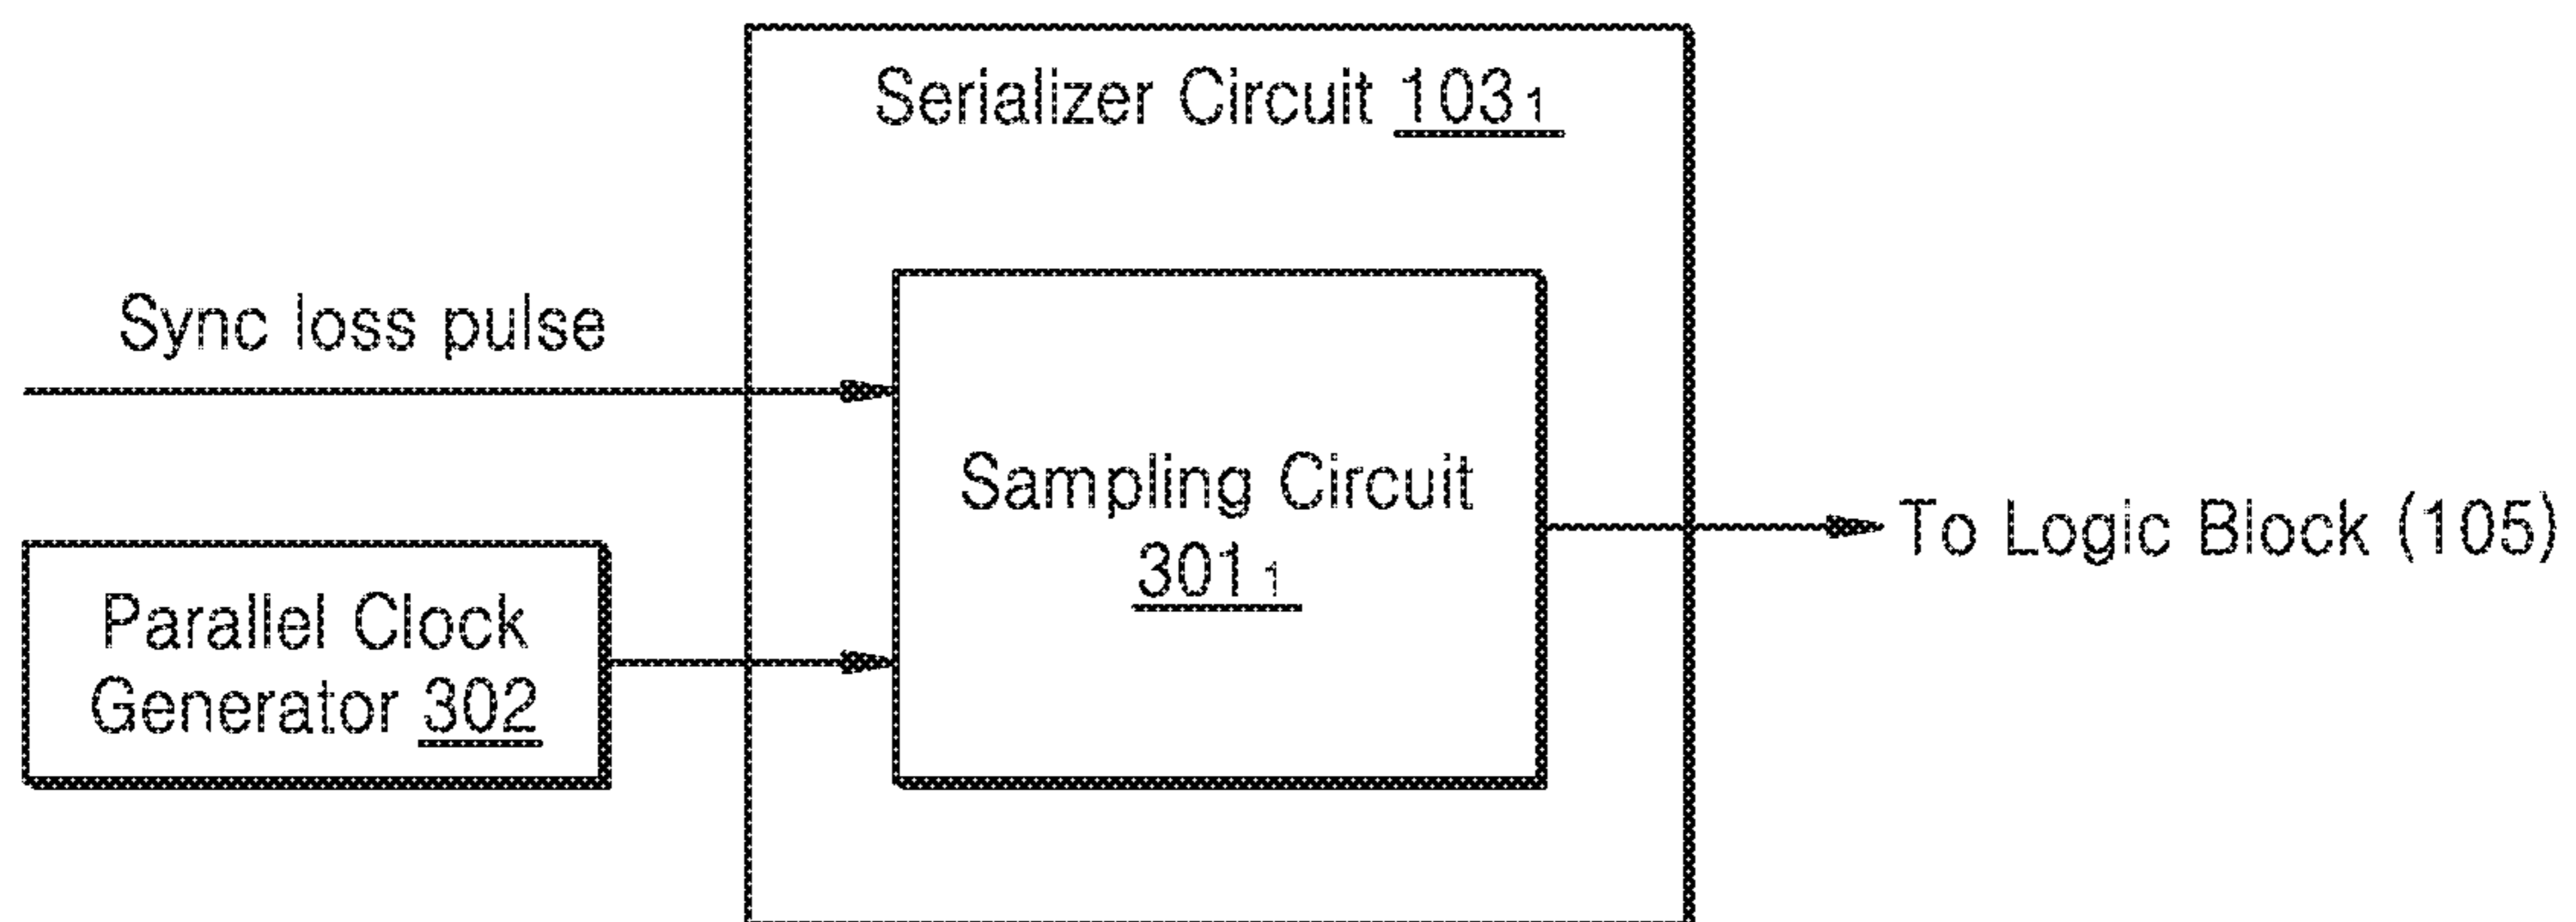 Serializer Circuit 103₁
Sync loss pulse
Sampling Circuit
301₁
To Logic Block (105)
Parallel Clock
Generator 302